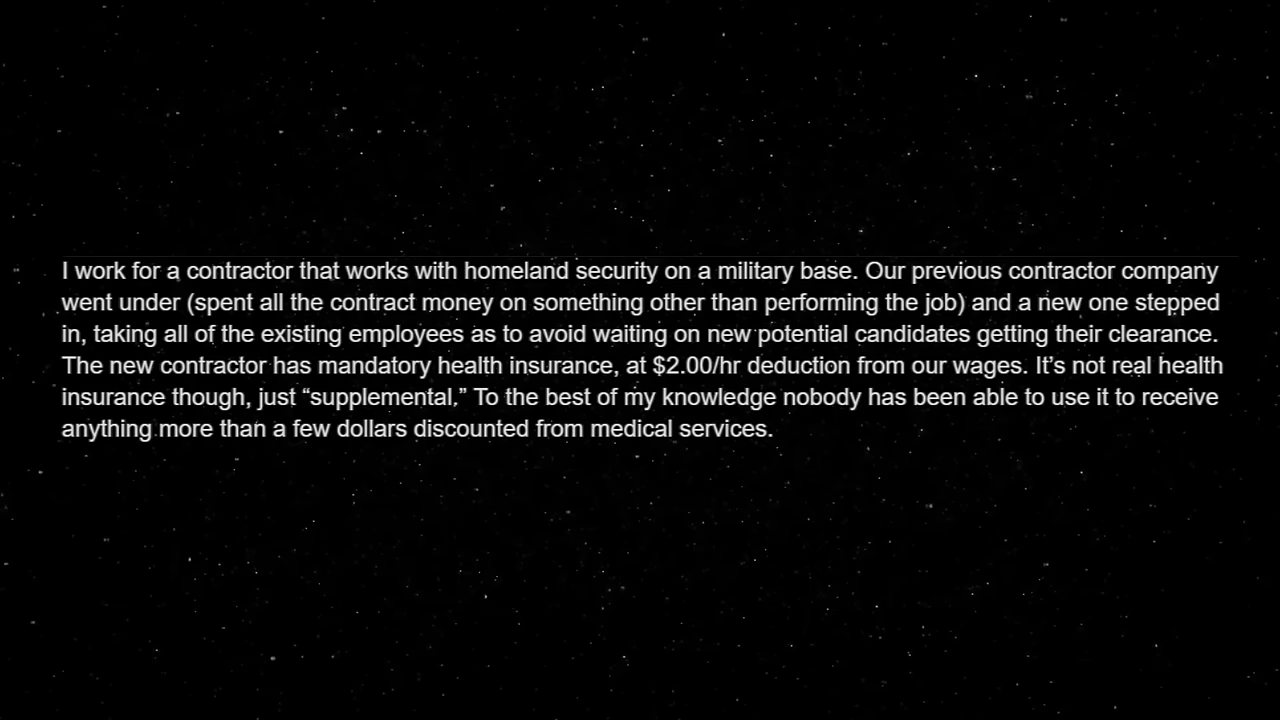 I work for a contractor that works with homeland security on a military base. Our previous contractor company
went under (spent all the contract money on something other than performing the job) and a new one stepped
in, taking all of the existing employees as to avoid waiting on new potential candidates getting their clearance.
The new contractor has mandatory health insurance, at $2.00/hr deduction from our wages. It’s not real health
insurance though, just “supplemental.” To the best of my knowledge nobody has been able to use it to receive
anything more than a few dollars discounted from medical services.